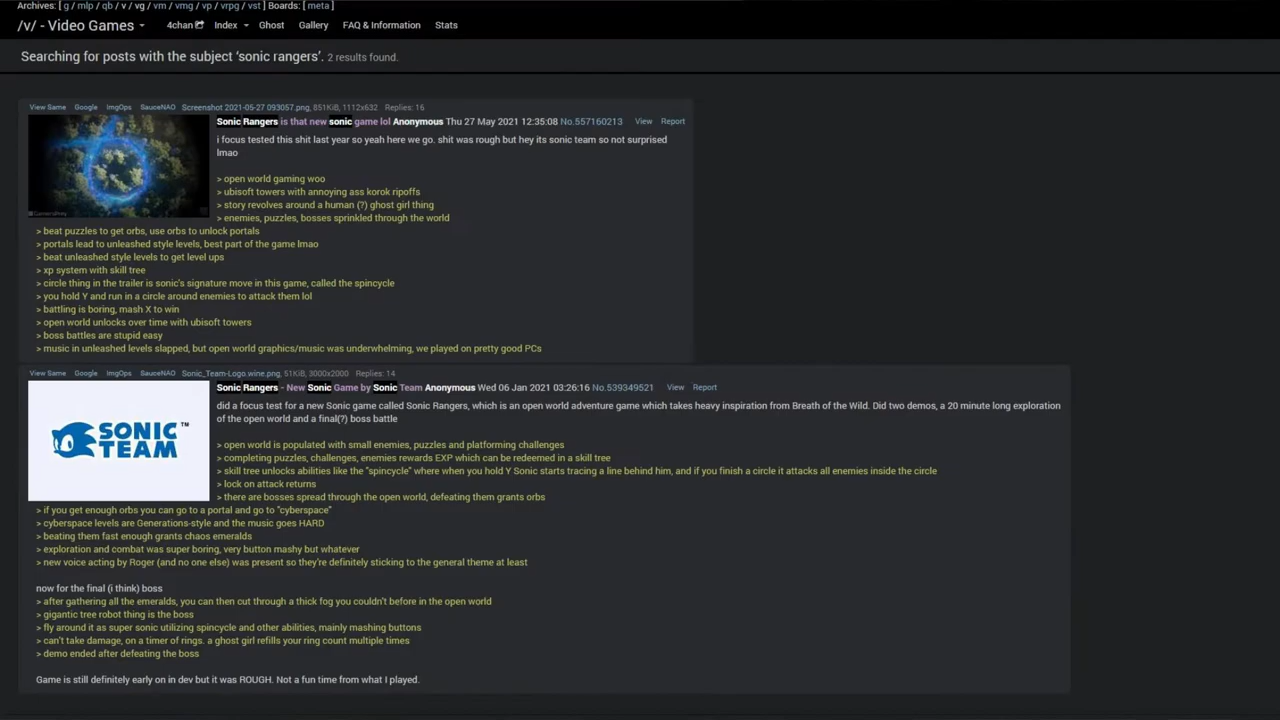 Archives: [ g / mlp / qb / v / vg / vm / vmg / vp / vrpg / vst ] Boards: [ meta ]
/v/ - Video Games
4chan Index Ghost Gallery FAQ & Information Stats
Searching for posts with the subject ‘sonic rangers’. 2 results found.
View Same Google ImgOps SauceNAO Screenshot 2021-05-27 093057.png, 851KiB, 1112x632 Replies: 16
Sonic Rangers is that new sonic game lol Anonymous Thu 27 May 2021 12:35:08 No.557160213 View Report
i focus tested this shit last year so yeah here we go. shit was rough but hey its sonic team so not surprised
lmao
> open world gaming woo
> ubisoft towers with annoying ass korok ripoffs
> story revolves around a human (?) ghost girl thing
> enemies, puzzles, bosses sprinkled through the world
> beat puzzles to get orbs, use orbs to unlock portals
> portals lead to unleashed style levels, best part of the game lmao
> beat unleashed style levels to get level ups
> xp system with skill tree
> circle thing in the trailer is sonic's signature move in this game, called the spincycle
> you hold Y and run in a circle around enemies to attack them lol
> battling is boring, mash X to win
> open world unlocks over time with ubisoft towers
> boss battles are stupid easy
> music in unleashed levels slapped, but open world graphics/music was underwhelming, we played on pretty good PCs
View Same Google ImgOps SauceNAO Sonic_Team-Logo.wine.png, 51KiB, 3000x2000 Replies: 14
Sonic Rangers - New Sonic Game by Sonic Team Anonymous Wed 06 Jan 2021 03:26:16 No.539349521 View Report
did a focus test for a new Sonic game called Sonic Rangers, which is an open world adventure game which takes heavy inspiration from Breath of the Wild. Did two demos, a 20 minute long exploration
of the open world and a final(?) boss battle
SONIC TEAM™
> open world is populated with small enemies, puzzles and platforming challenges
> completing puzzles, challenges, enemies rewards EXP which can be redeemed in a skill tree
> skill tree unlocks abilities like the "spincycle" where when you hold Y Sonic starts tracing a line behind him, and if you finish a circle it attacks all enemies inside the circle
> lock on attack returns
> there are bosses spread through the open world, defeating them grants orbs
> if you get enough orbs you can go to a portal and go to "cyberspace"
> cyberspace levels are Generations-style and the music goes HARD
> beating them fast enough grants chaos emeralds
> exploration and combat was super boring, very button mashy but whatever
> new voice acting by Roger (and no one else) was present so they're definitely sticking to the general theme at least
now for the final (i think) boss
> after gathering all the emeralds, you can then cut through a thick fog you couldn't before in the open world
> gigantic tree robot thing is the boss
> fly around it as super sonic utilizing spincycle and other abilities, mainly mashing buttons
> can't take damage, on a timer of rings. a ghost girl refills your ring count multiple times
> demo ended after defeating the boss
Game is still definitely early on in dev but it was ROUGH. Not a fun time from what I played.